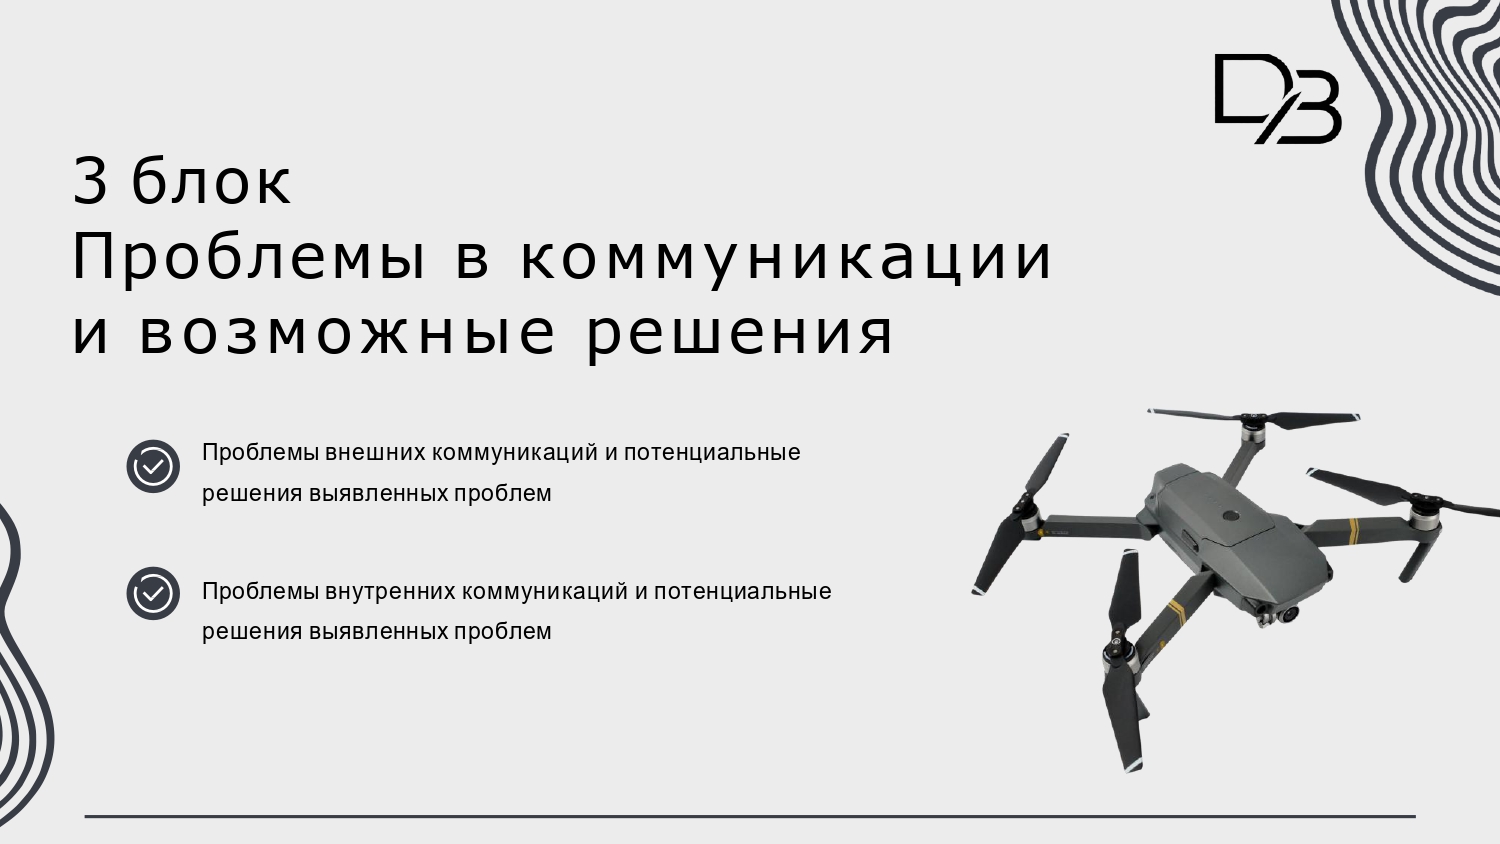 DB
3 блок
Проблемы в коммуникации
и возможные решения
Проблемы внешних коммуникаций и потенциальные
решения выявленных проблем
Проблемы внутренних коммуникаций и потенциальные
решения выявленных проблем